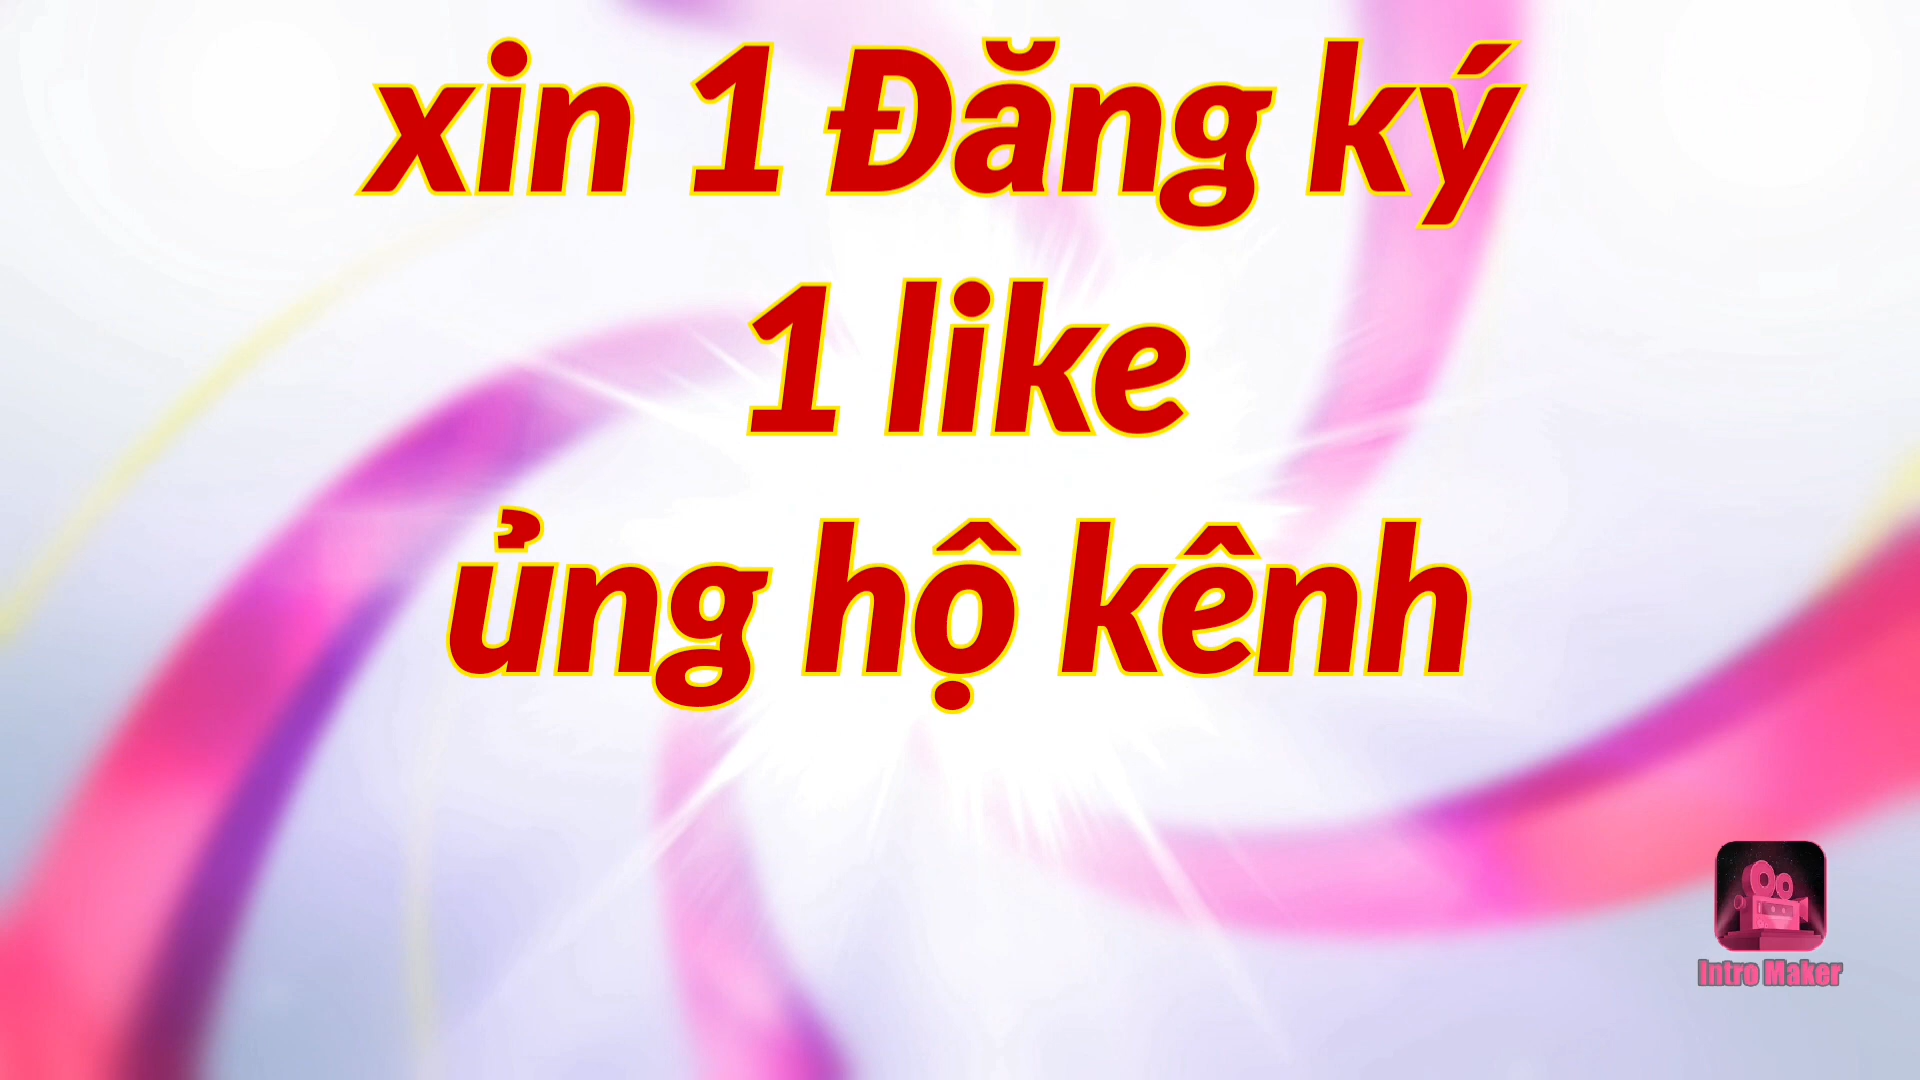 xin 1 Đăng ký
1 like
ủng hộ kênh
Intro Maker